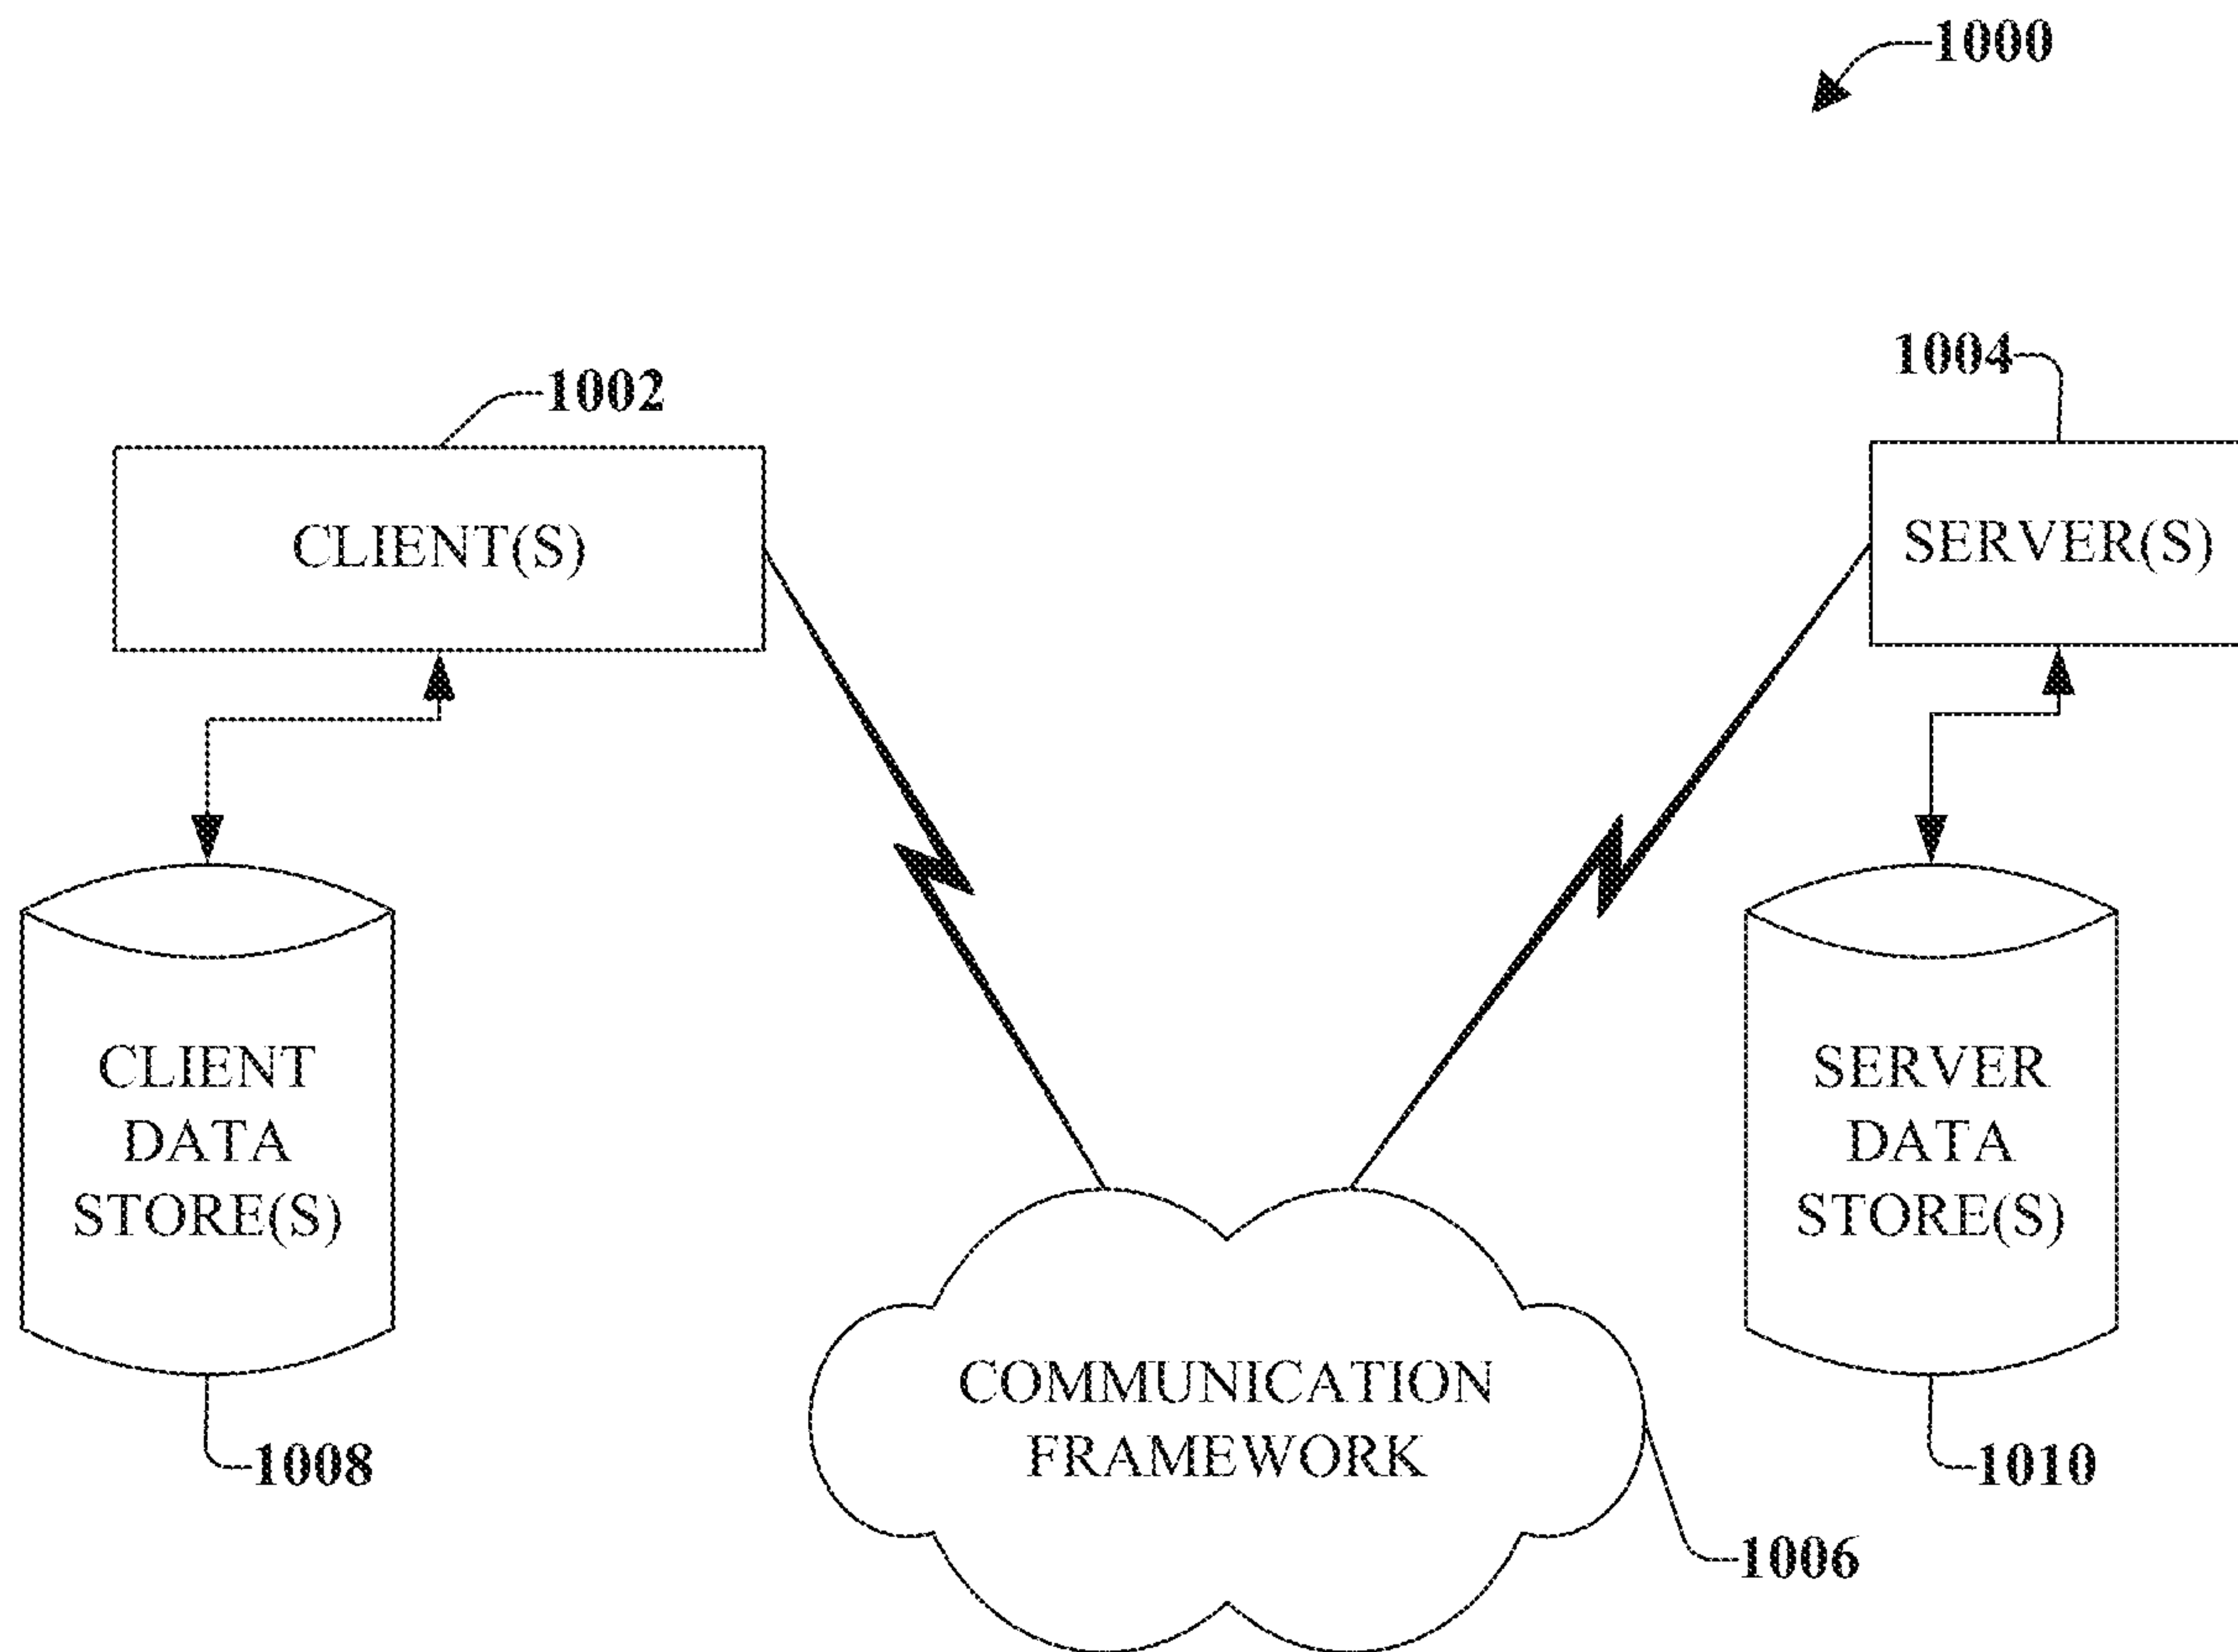 1000
1002
1004
CLIENT(S)
SERVER(S)
CLIENT
DATA
STORE(S)
SERVER
DATA
STORE(S)
COMMUNICATION
FRAMEWORK
1008
1010
1006